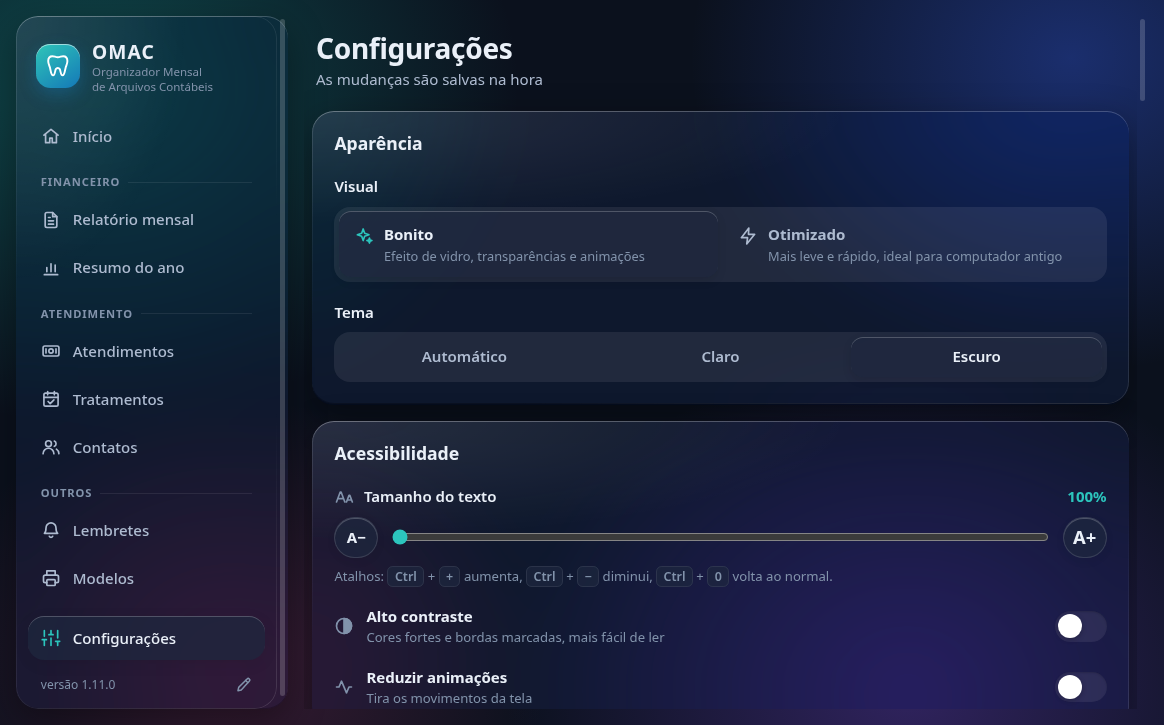 OMAC
Organizador Mensal
de Arquivos Contábeis
Início
FINANCEIRO
Relatório mensal
Resumo do ano
ATENDIMENTO
Atendimentos
Tratamentos
Contatos
OUTROS
Lembretes
Modelos
Configurações
versão 1.11.0
Configurações
As mudanças são salvas na hora
Aparência
Visual
Bonito
Efeito de vidro, transparências e animações
Otimizado
Mais leve e rápido, ideal para computador antigo
Tema
Automático
Claro
Escuro
Acessibilidade
AA Tamanho do texto
100%
A−
A+
Atalhos: Ctrl + + aumenta, Ctrl + − diminui, Ctrl + 0 volta ao normal.
Alto contraste
Cores fortes e bordas marcadas, mais fácil de ler
Reduzir animações
Tira os movimentos da tela